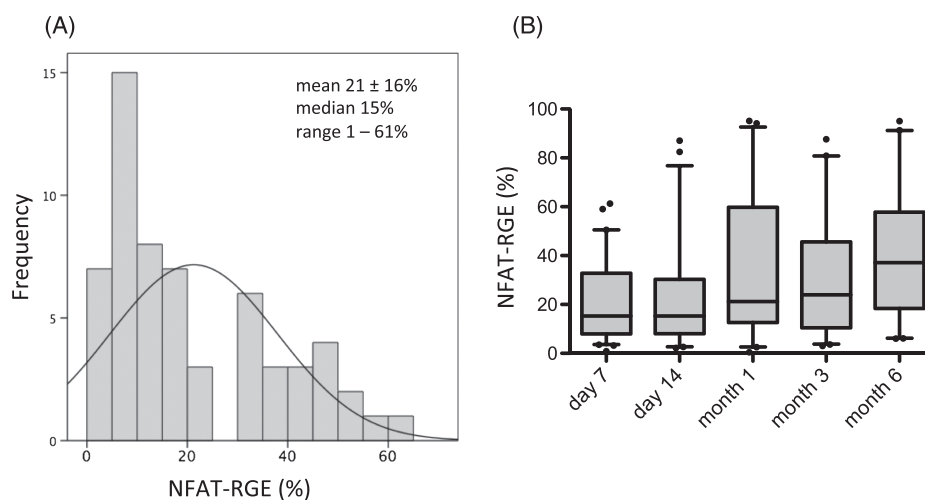 (A)
mean 21 ± 16%
median 15%
range 1 – 61%
Frequency
15
10
5
0
0 20 40 60
NFAT-RGE (%)
(B)
NFAT-RGE (%)
100
80
60
40
20
0
day 7 day 14 month 1 month 3 month 6